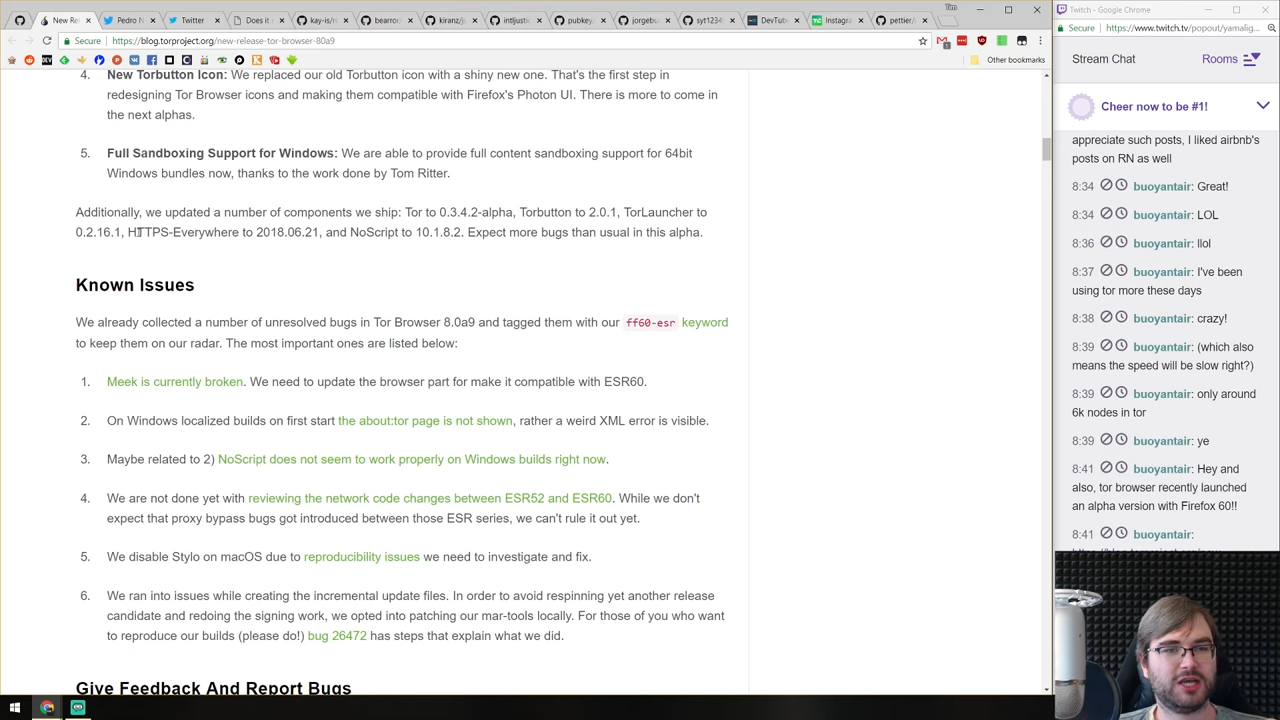 New Rel
Pedro N
Twitter
Does it r
kay-is/r
bearror/
kiranz/j
intljustic
pubkey/
jorgebu
syt1234
DevTub
Instagra
pettier/
Tim
Secure https://blog.torproject.org/new-release-tor-browser-80a9
Other bookmarks
4. New Torbutton Icon: We replaced our old Torbutton icon with a shiny new one. That's the first step in
redesigning Tor Browser icons and making them compatible with Firefox's Photon UI. There is more to come in
the next alphas.
5. Full Sandboxing Support for Windows: We are able to provide full content sandboxing support for 64bit
Windows bundles now, thanks to the work done by Tom Ritter.
Additionally, we updated a number of components we ship: Tor to 0.3.4.2-alpha, Torbutton to 2.0.1, TorLauncher to
0.2.16.1, HTTPS-Everywhere to 2018.06.21, and NoScript to 10.1.8.2. Expect more bugs than usual in this alpha.
Known Issues
We already collected a number of unresolved bugs in Tor Browser 8.0a9 and tagged them with our ff60-esr keyword
to keep them on our radar. The most important ones are listed below:
1. Meek is currently broken. We need to update the browser part for make it compatible with ESR60.
2. On Windows localized builds on first start the about:tor page is not shown, rather a weird XML error is visible.
3. Maybe related to 2) NoScript does not seem to work properly on Windows builds right now.
4. We are not done yet with reviewing the network code changes between ESR52 and ESR60. While we don't
expect that proxy bypass bugs got introduced between those ESR series, we can't rule it out yet.
5. We disable Stylo on macOS due to reproducibility issues we need to investigate and fix.
6. We ran into issues while creating the incremental update files. In order to avoid respinning yet another release
candidate and redoing the signing work, we opted into patching our mar-tools locally. For those of you who want
to reproduce our builds (please do!) bug 26472 has steps that explain what we did.
Give Feedback And Report Bugs
Twitch - Google Chrome
Secure https://www.twitch.tv/popout/yamalig...
Stream Chat Rooms
Cheer now to be #1!
appreciate such posts, I liked airbnb's
posts on RN as well
8:34 buoyantair: Great!
8:34 buoyantair: LOL
8:36 buoyantair: llol
8:37 buoyantair: I've been
using tor more these days
8:38 buoyantair: crazy!
8:39 buoyantair: (which also
means the speed will be slow right?)
8:39 buoyantair: only around
6k nodes in tor
8:39 buoyantair: ye
8:41 buoyantair: Hey and
also, tor browser recently launched
an alpha version with Firefox 60!!
8:41 buoyantair: